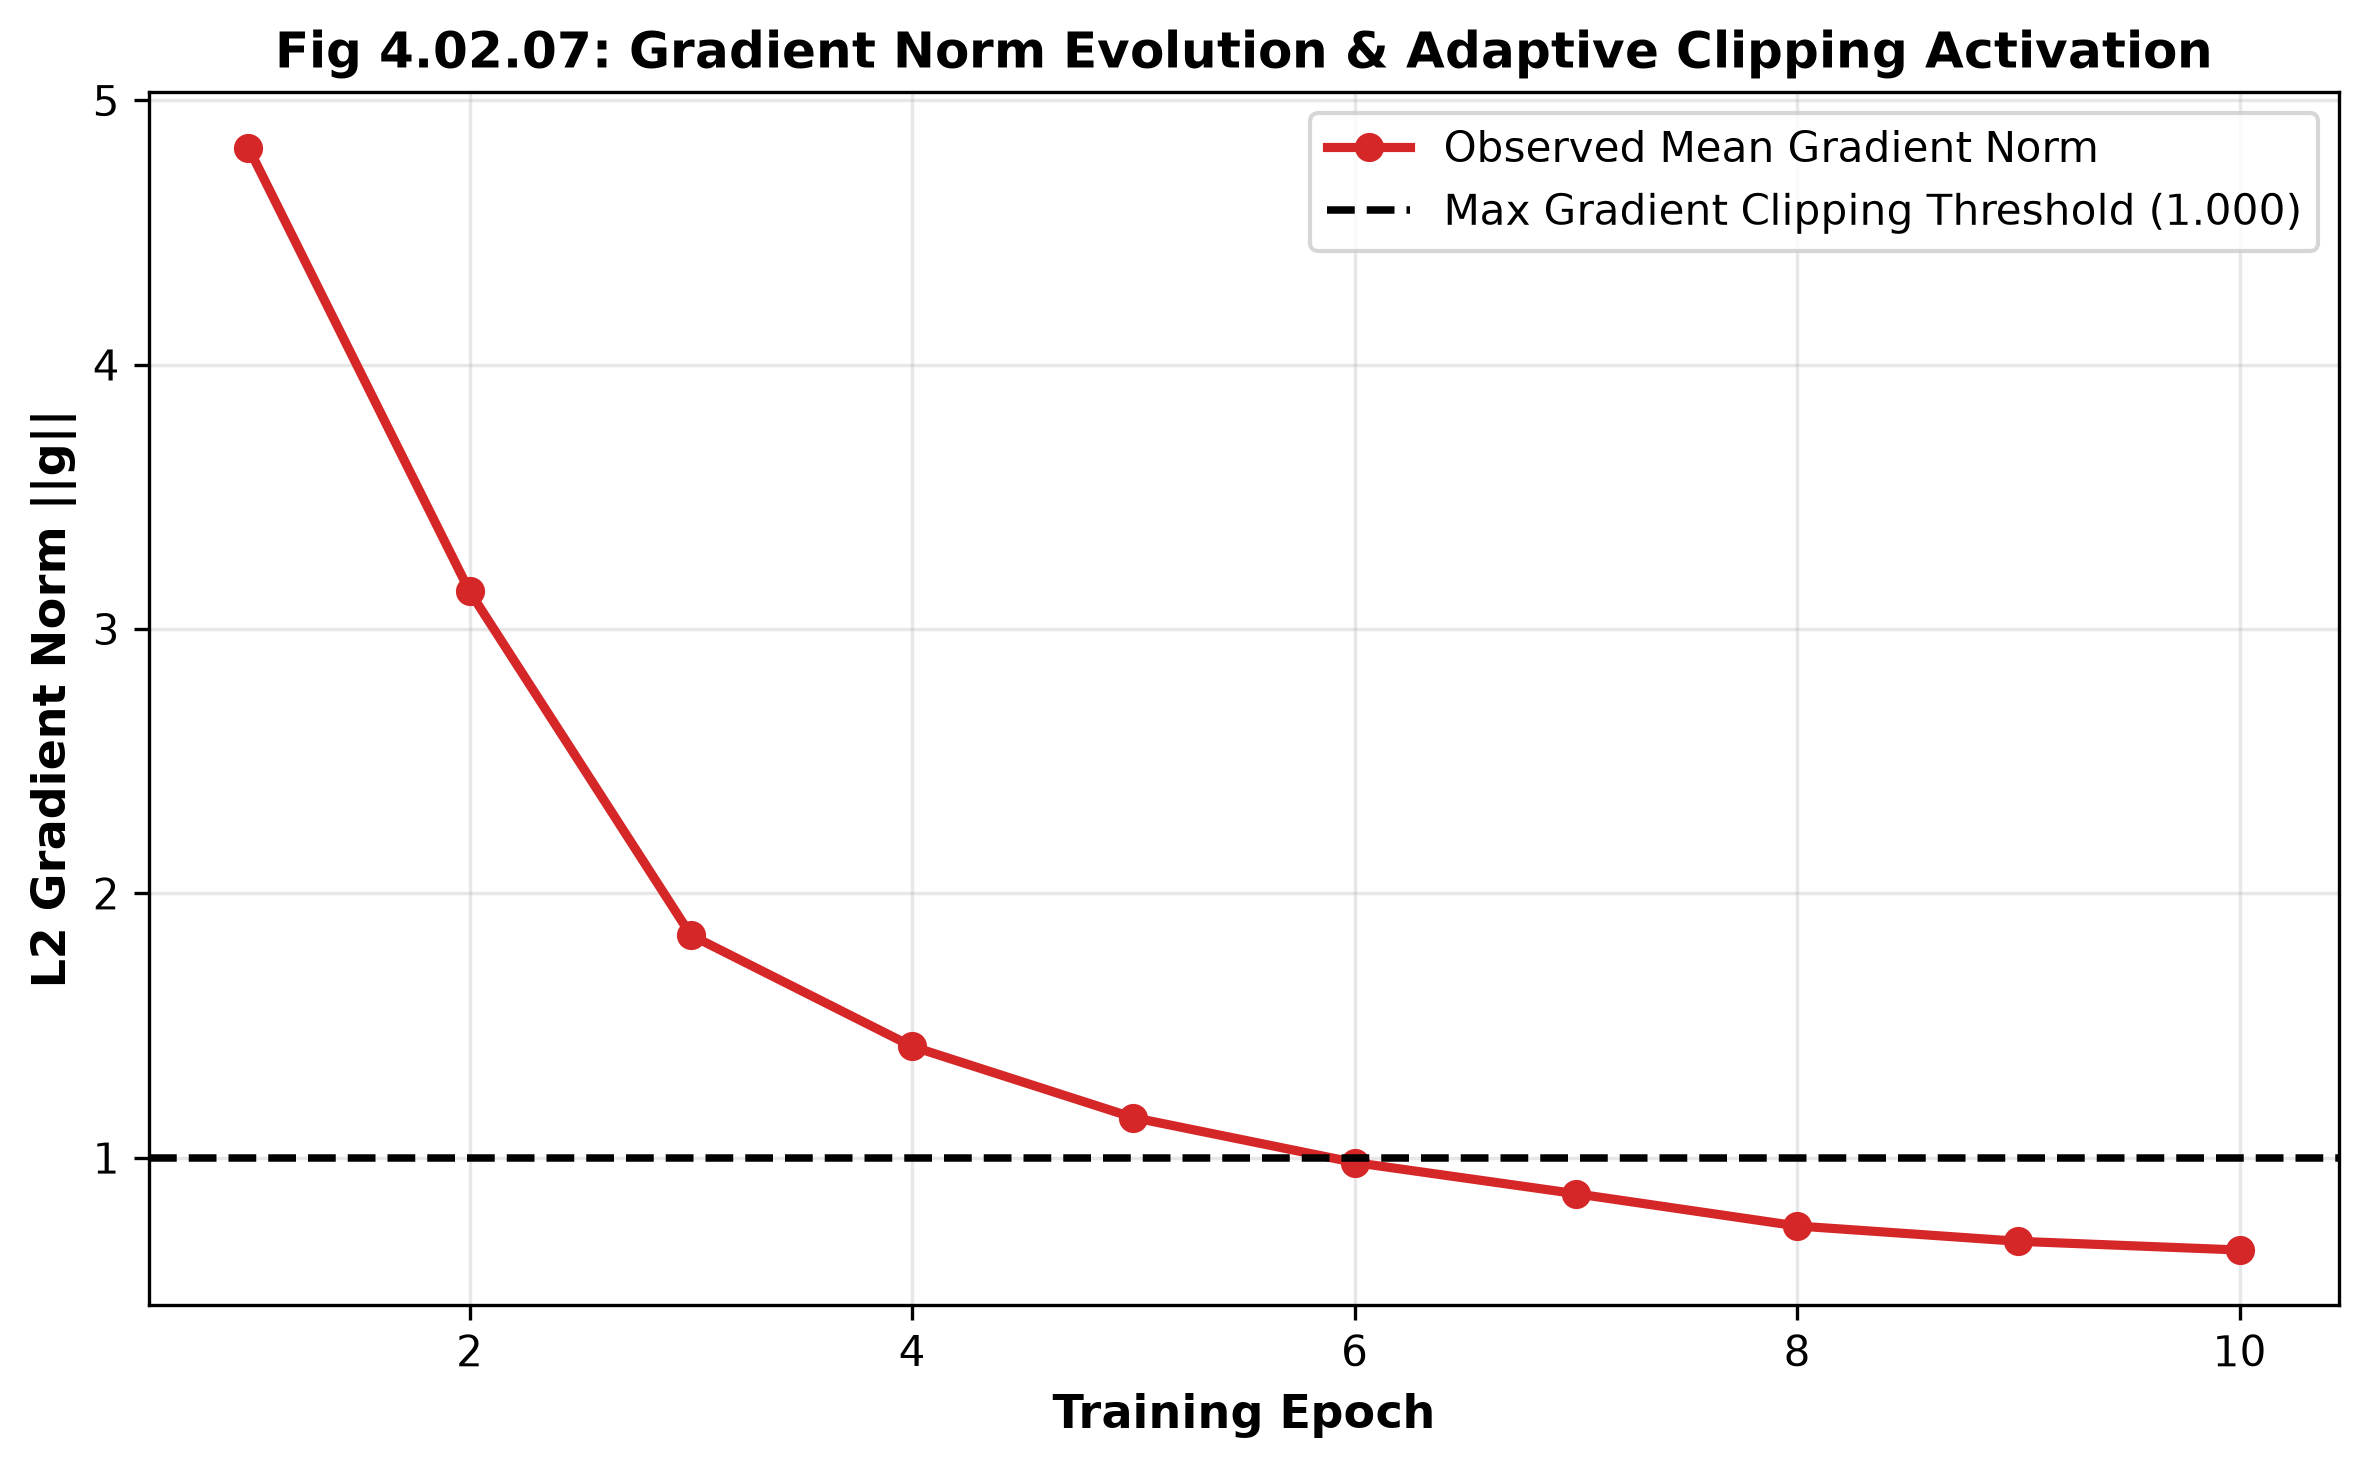 Fig 4.02.07: Gradient Norm Evolution & Adaptive Clipping Activation
Observed Mean Gradient Norm
Max Gradient Clipping Threshold (1.000)
L2 Gradient Norm ||g||
5
4
3
2
1
2
4
6
8
10
Training Epoch